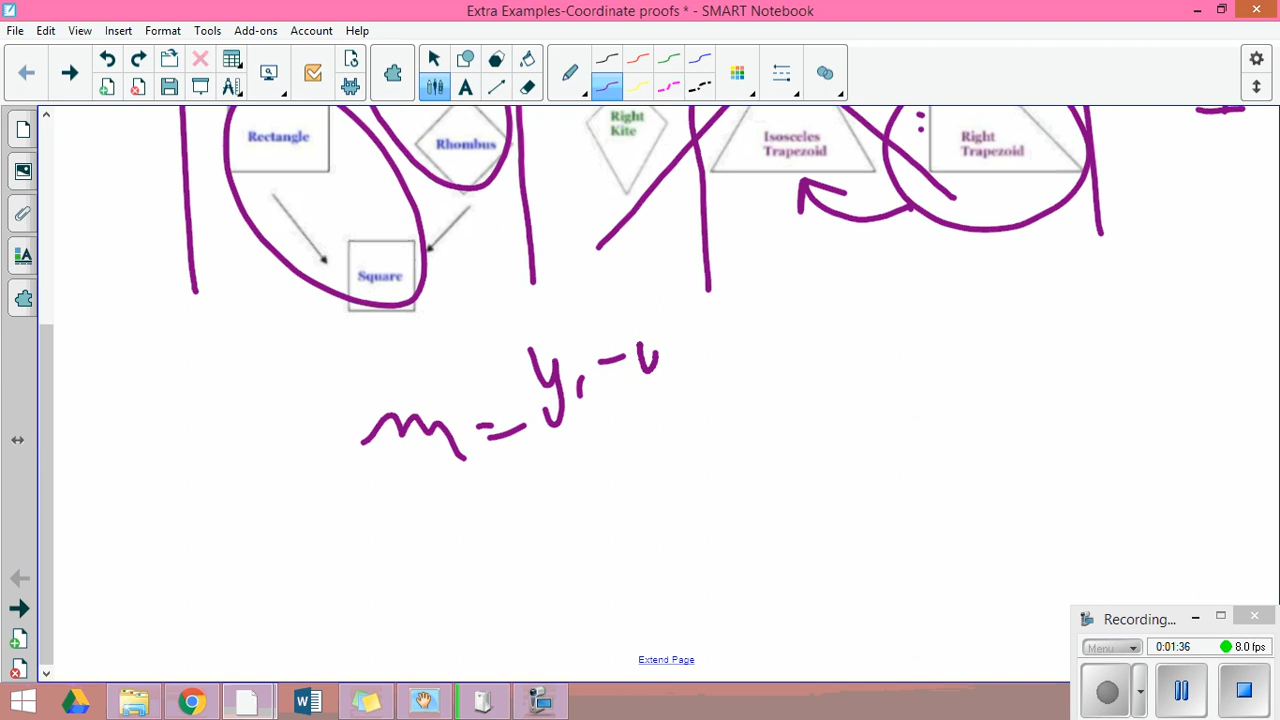 Extra Examples-Coordinate proofs * - SMART Notebook
File Edit View Insert Format Tools Add-ons Account Help
Rectangle
Rhombus
Right
Kite
Isosceles
Trapezoid
Right
Trapezoid
Square
m = y₁ -
Extend Page
Recording...
Menu
0:01:36
8.0 fps